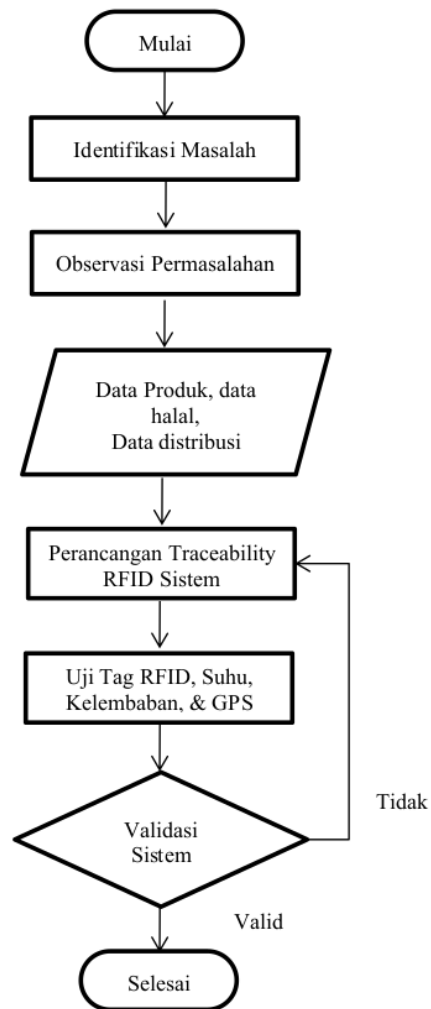 Mulai
Identifikasi Masalah
Observasi Permasalahan
Data Produk, data
halal,
Data distribusi
Perancangan Traceability
RFID Sistem
Uji Tag RFID, Suhu,
Kelembaban, & GPS
Tidak
Validasi
Sistem
Valid
Selesai